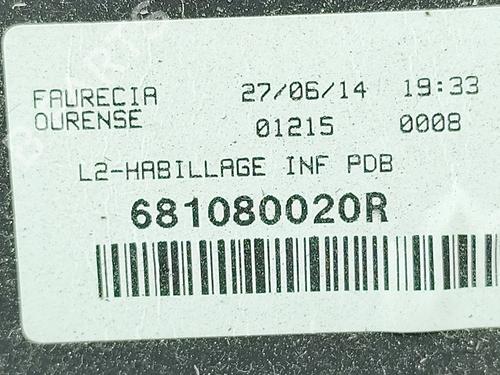 FAURECIA 27/06/14 19:33
OURENSE 01215 0008
L2-HABILLAGE INF PDB
681080020R